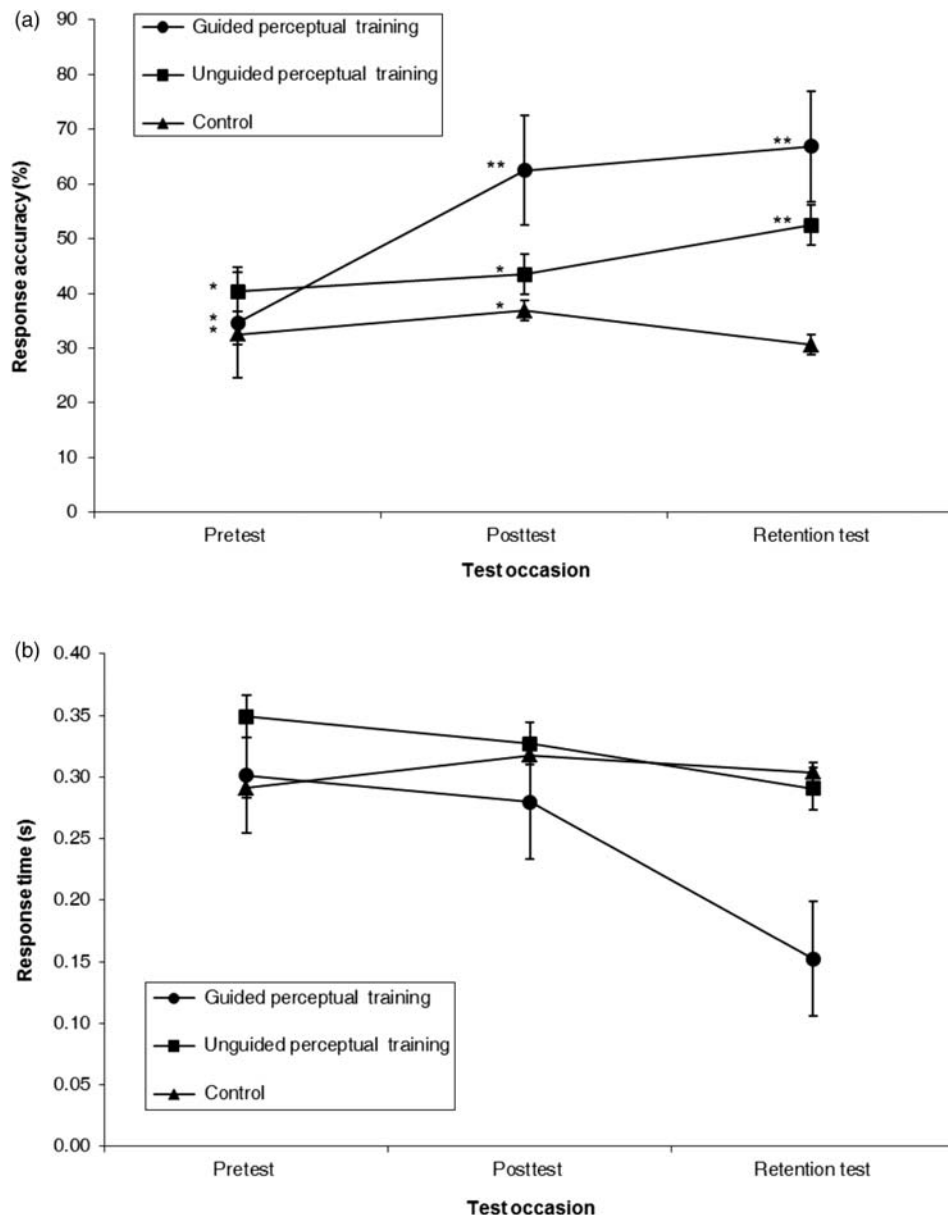 (a)
90
80
70
60
50
40
30
20
10
0
Response accuracy (%)
Guided perceptual training
Unguided perceptual training
Control
**
**
**
*
*
*
*
*
Pretest Posttest Retention test
Test occasion
(b)
0.40
0.35
0.30
0.25
0.20
0.15
0.10
0.05
0.00
Response time (s)
Guided perceptual training
Unguided perceptual training
Control
Pretest Posttest Retention test
Test occasion